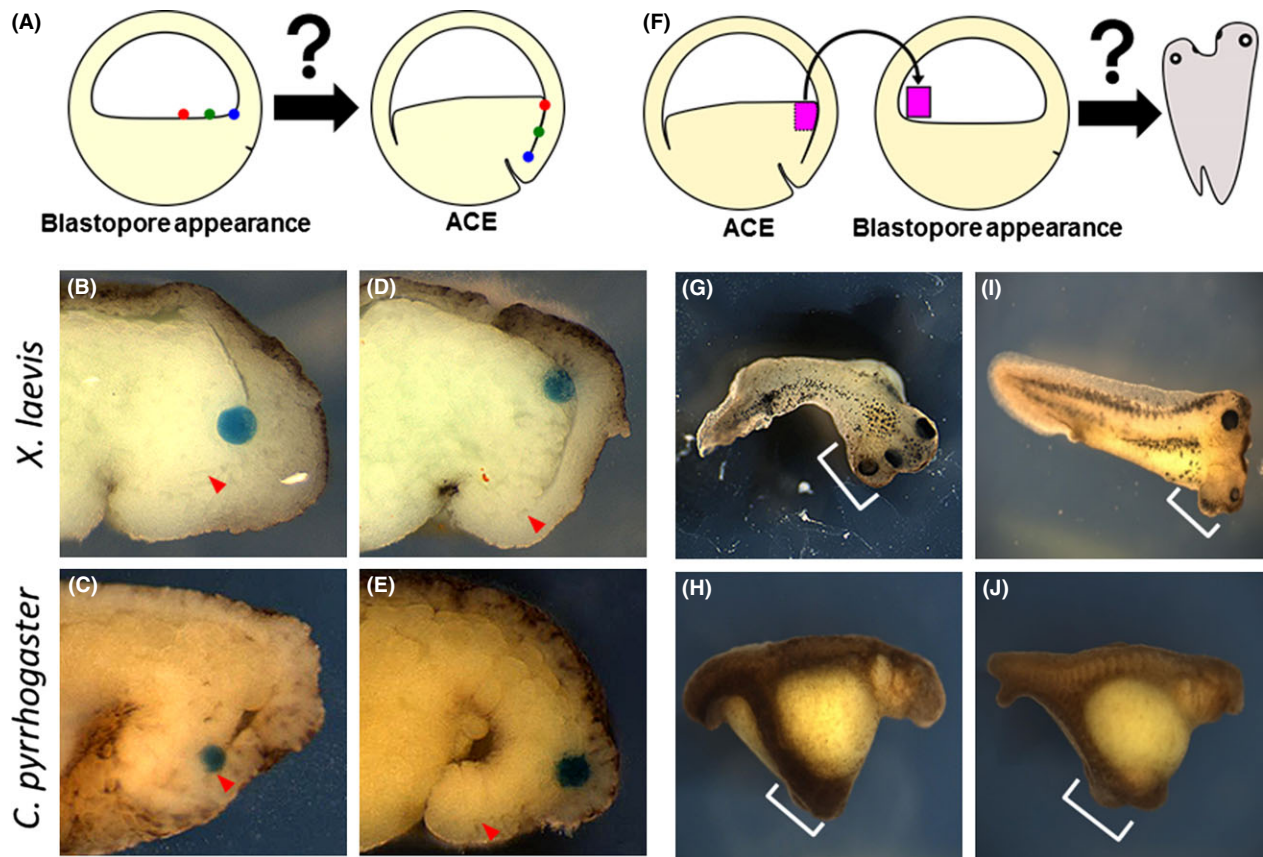 (A)
?
Blastopore appearance
ACE
(F)
?
ACE
Blastopore appearance
X. laevis
(B)
(D)
(G)
(I)
C. pyrrhogaster
(C)
(E)
(H)
(J)